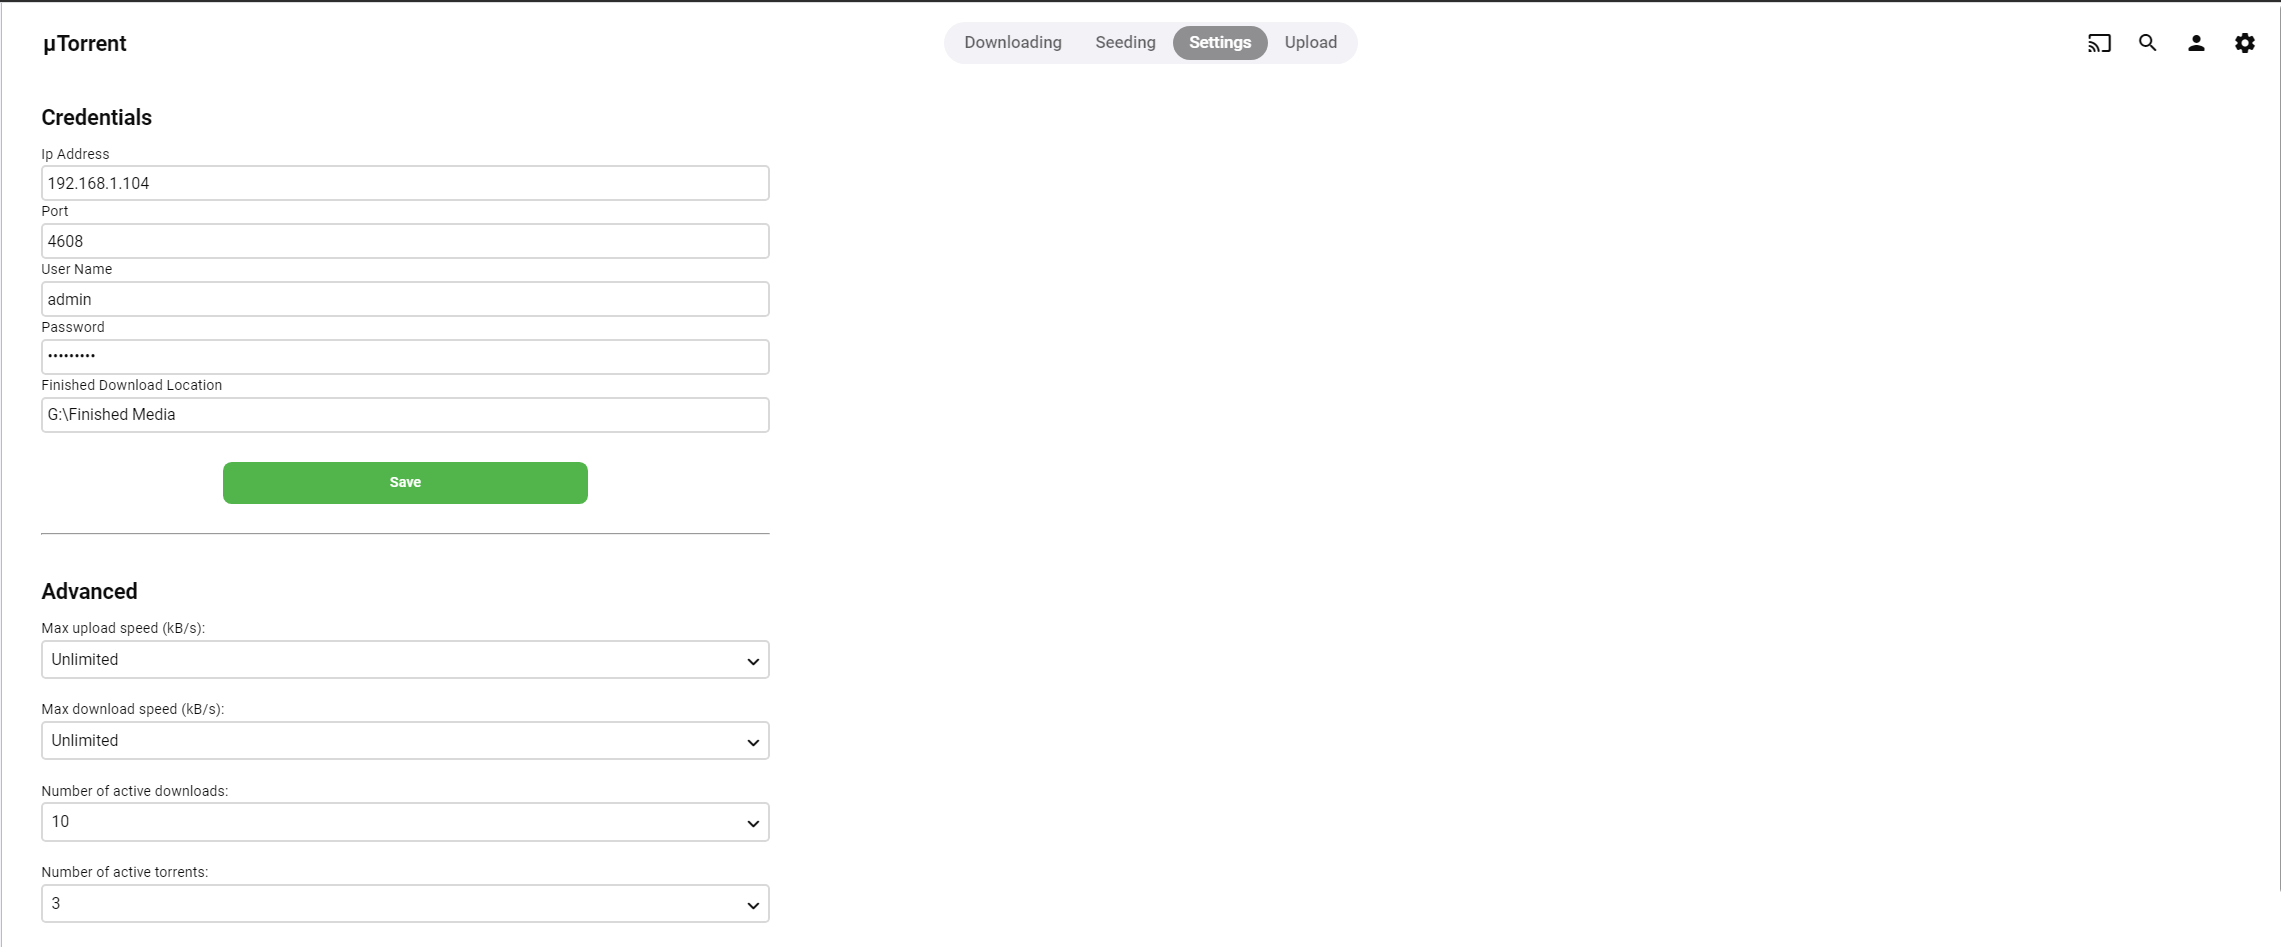 µTorrent
Downloading Seeding Settings Upload
Credentials
Ip Address
192.168.1.104
Port
4608
User Name
admin
Password
•••••••••
Finished Download Location
G:\Finished Media
Save
Advanced
Max upload speed (kB/s):
Unlimited
Max download speed (kB/s):
Unlimited
Number of active downloads:
10
Number of active torrents:
3